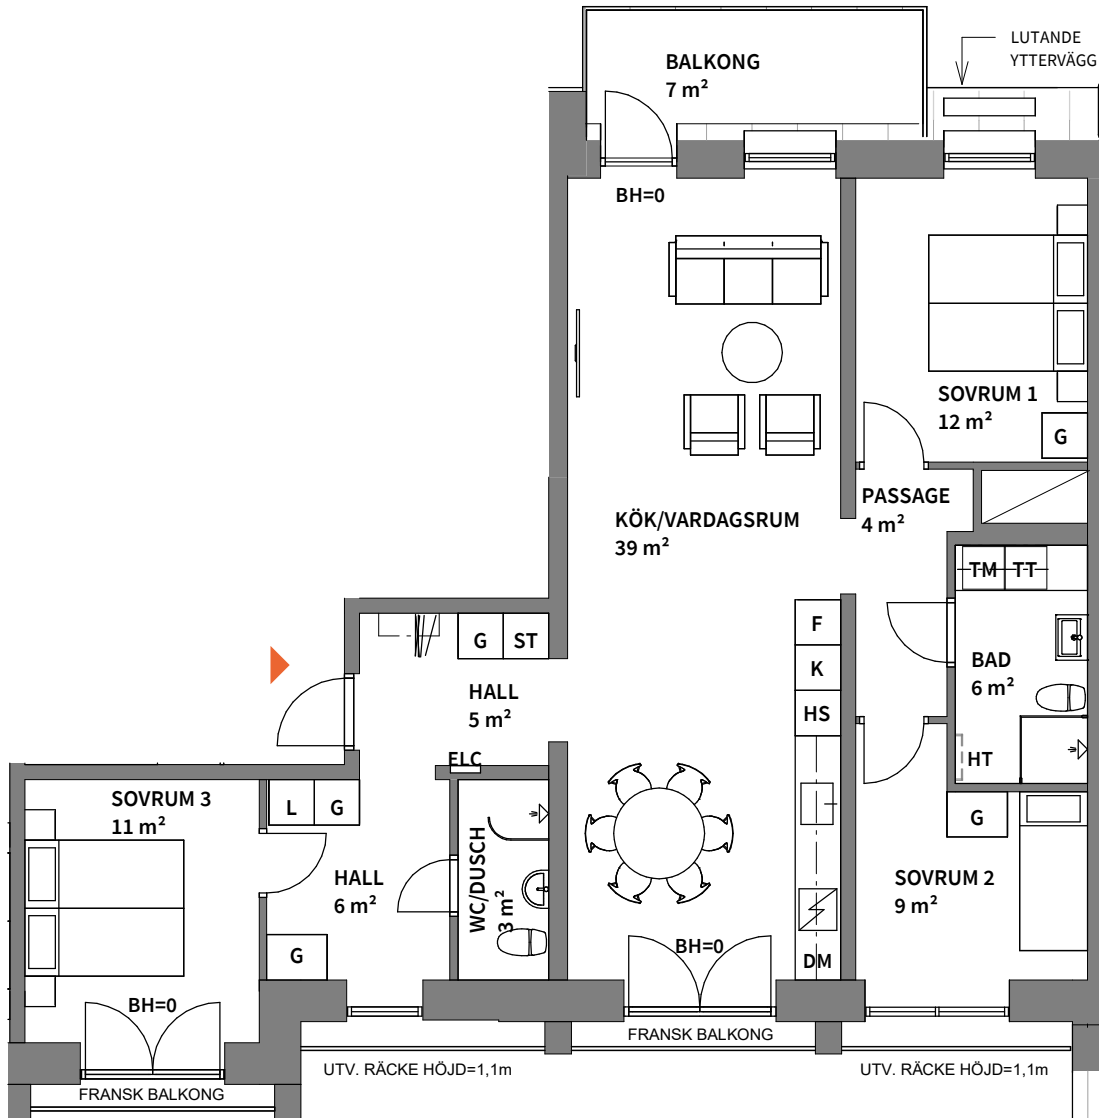 LUTANDE
YTTERVÄGG
BALKONG
7 m²
BH=0
SOVRUM 1
12 m²
G
PASSAGE
4 m²
KÖK/VARDAGSRUM
39 m²
TM TT
F
K
HS
G ST
BAD
6 m²
HALL
5 m²
ELC
HT
SOVRUM 3
11 m²
L G
G
WC/DUSCH
3 m²
HALL
6 m²
SOVRUM 2
9 m²
G
BH=0
DM
BH=0
FRANSK BALKONG
UTV. RÄCKE HÖJD=1,1m
UTV. RÄCKE HÖJD=1,1m
FRANSK BALKONG